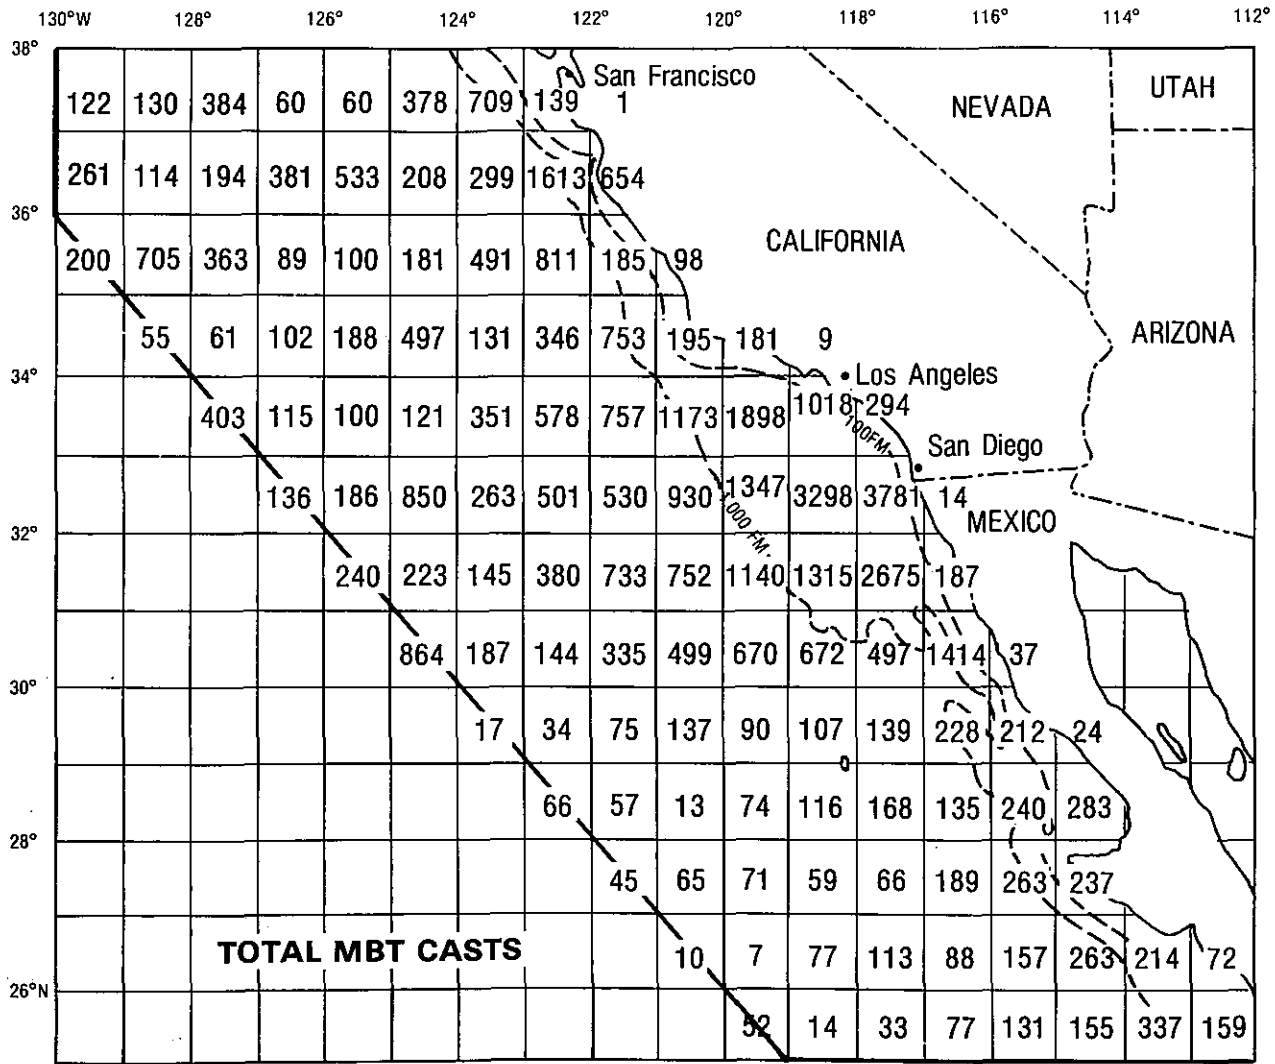 130°W 128° 126° 124° 122° 120° 118° 116° 114° 112°
38°
San Francisco
NEVADA
UTAH
122 130 384 60 60 378 709 139 1
261 114 194 381 533 208 299 1613 654
36°
CALIFORNIA
200 705 363 89 100 181 491 811 185 98
ARIZONA
55 61 102 188 497 131 346 753 195 181 9
34°
Los Angeles
403 115 100 121 351 578 757 1173 1898 1018 294
100FM
San Diego
136 186 850 263 501 530 930 1347 3298 3781 14
1000 FM
MEXICO
32°
240 223 145 380 733 752 1140 1315 2675 187
864 187 144 335 499 670 672 497 1414 37
30°
17 34 75 137 90 107 139 228 212 24
66 57 13 74 116 168 135 240 283
28°
45 65 71 59 66 189 263 237
TOTAL MBT CASTS
10 7 77 113 88 157 263 214 72
26°N
52 14 33 77 131 155 337 159